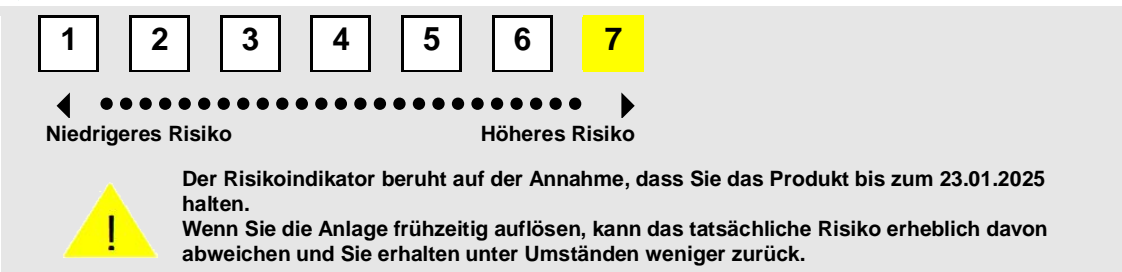 1 2 3 4 5 6 7
Niedrigeres Risiko Höheres Risiko
Der Risikoindikator beruht auf der Annahme, dass Sie das Produkt bis zum 23.01.2025
halten.
Wenn Sie die Anlage frühzeitig auflösen, kann das tatsächliche Risiko erheblich davon
! abweichen und Sie erhalten unter Umständen weniger zurück.